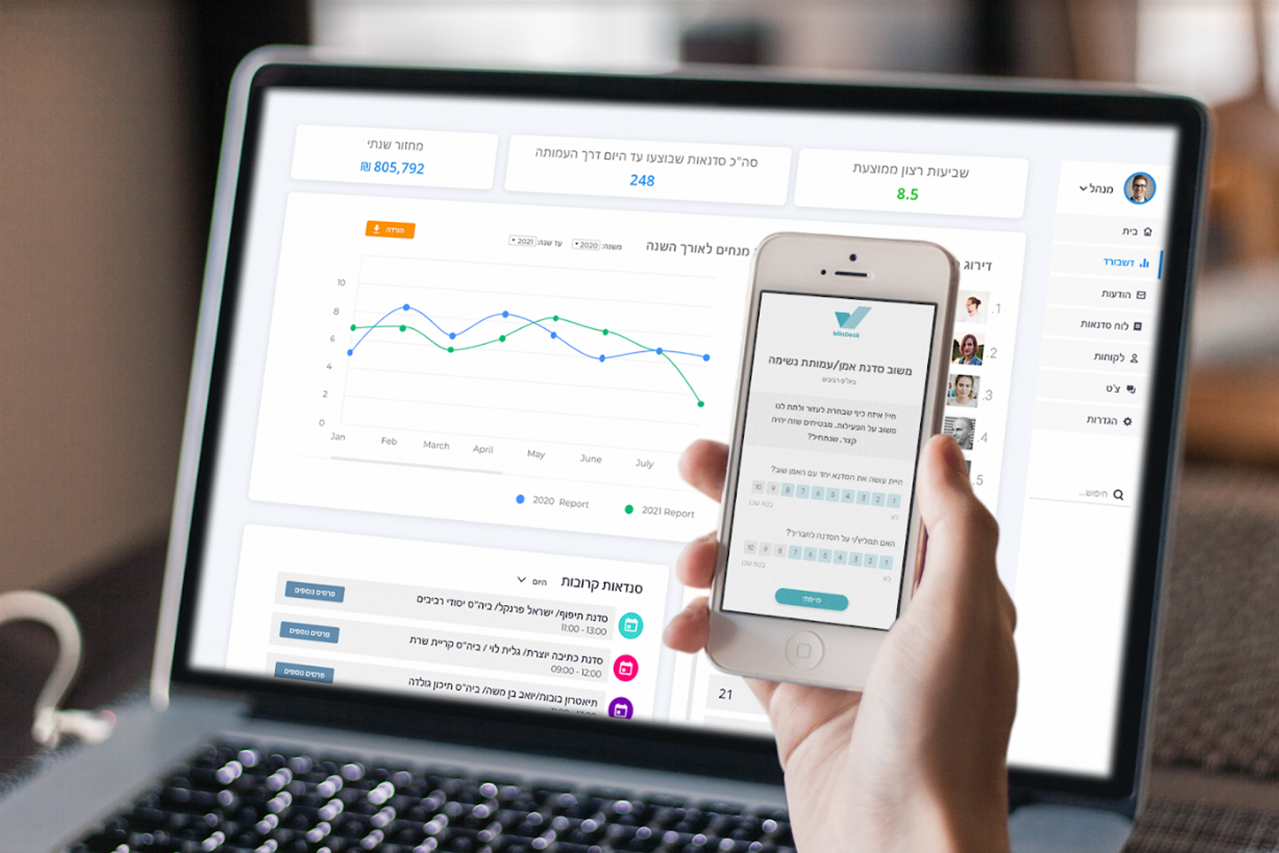 מחזור שנתי
₪ 805,792
סה"כ סדנאות שבוצעו עד היום דרך העמותה
248
שביעות רצון ממוצעת
8.5
מנהל
בית
דשבורד
הודעות
לוח סדנאות
לקוחות
צ'ט
הגדרות
חיפוש...
דירוג
מנחים לאורך השנה
משנה: 2020
עד שנה: 2021
הורדה
10
8
6
4
2
0
Jan
Feb
March
April
May
June
July
2020 Report
2021 Report
.1
.2
.3
.4
.5
סנדאות קרובות
היום
סדנת תיפוף/ ישראל פרנקל/ ביה"ס יסודי רביבים
11:00 - 13:00
פרטים נוספים
סדנת כתיבה יוצרת/ גלית לוי / ביה"ס קריית שרת
09:00 - 12:00
פרטים נוספים
תיאטרון בובות/יואב בן משה/ ביה"ס תיכון גולדה
פרטים נוספים
21
MinDesk
משוב סדנת אמן/עמותת נשימה
ביה"ס רביבים
היי! איזה כיף שבחרת לעזור ולתת לנו
משוב על הפעילות. מבטיחים שזה יהיה
קצר, שנתחיל?
היית עושה את הסדנא יחד עם האמן שוב?
1 2 3 4 5 6 7 8 9 10
לא
בטח שכן
האם תמליץ/י על הסדנה לחבריך?
1 2 3 4 5 6 7 8 9 10
לא
בטח שכן
סיימתי